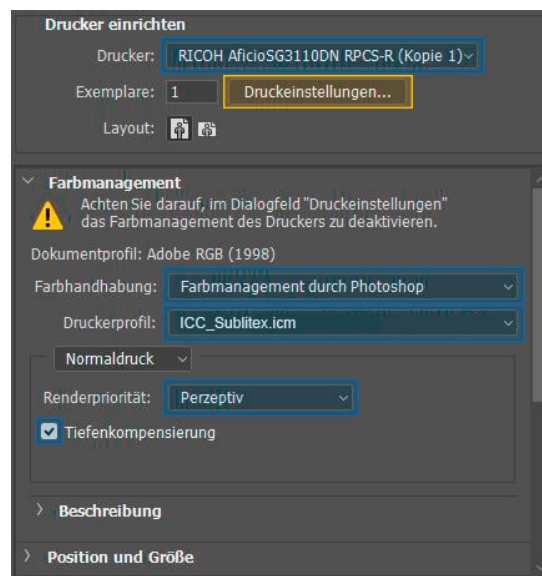 Drucker einrichten
Drucker: RICOH AficioSG3110DN RPCS-R (Kopie 1)
Exemplare: 1 Druckeinstellungen...
Layout:
Farbmanagement
Achten Sie darauf, im Dialogfeld "Druckeinstellungen"
das Farbmanagement des Druckers zu deaktivieren.
Dokumentprofil: Adobe RGB (1998)
Farbhandhabung: Farbmanagement durch Photoshop
Druckerprofil: ICC_Sublitex.icm
Normaldruck
Renderpriorität: Perzeptiv
Tiefenkompensierung
Beschreibung
Position und Größe